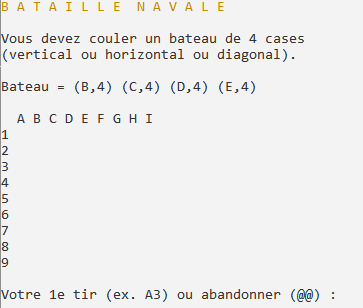 B A T A I L L E  N A V A L E
Vous devez couler un bateau de 4 cases
(vertical ou horizontal ou diagonal).
Bateau = (B,4) (C,4) (D,4) (E,4)
A B C D E F G H I
1
2
3
4
5
6
7
8
9
Votre 1e tir (ex. A3) ou abandonner (@@) :